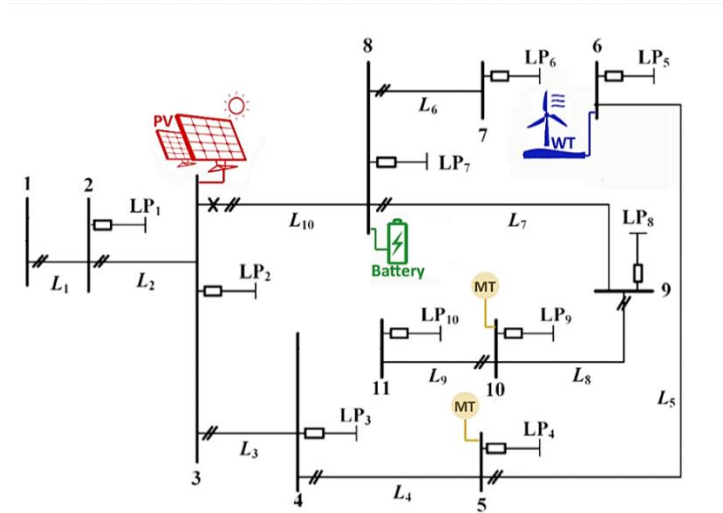 8
6
LP₆
LP₅
PV
L₆
7
WT
LP₇
1
2
LP₁
L₁₀
L₇
LP₈
L₁
L₂
LP₂
Battery
MT
9
LP₁₀
LP₉
L₉
L₈
11
10
MT
L₅
LP₃
LP₄
L₃
3
L₄
4
5